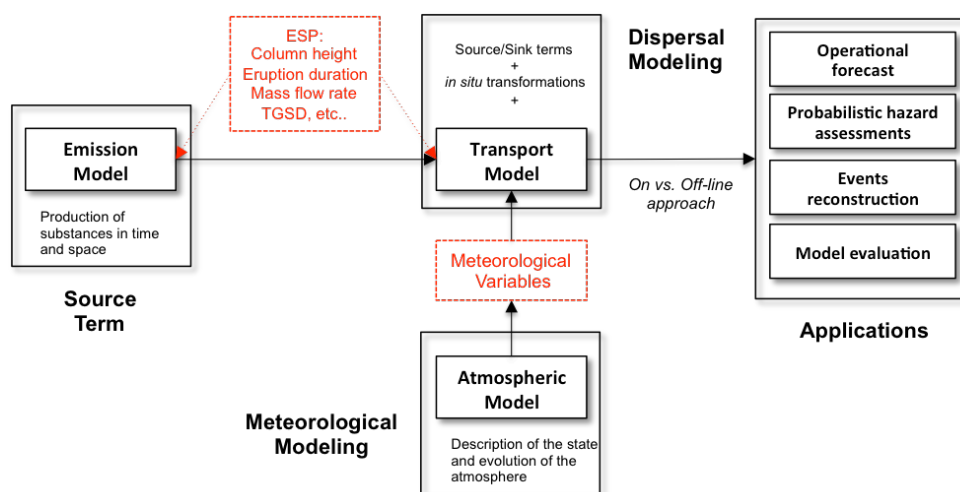 ESP:
Column height
Eruption duration
Mass flow rate
TGSD, etc..
Source/Sink terms
+
in situ transformations
+
Dispersal
Modeling
Operational
forecast
Probabilistic hazard
assessments
Emission
Model
Transport
Model
On vs. Off-line
approach
Events
reconstruction
Production of
substances in time
and space
Model evaluation
Meteorological
Variables
Source
Term
Applications
Atmospheric
Model
Meteorological
Modeling
Description of the state
and evolution of the
atmosphere